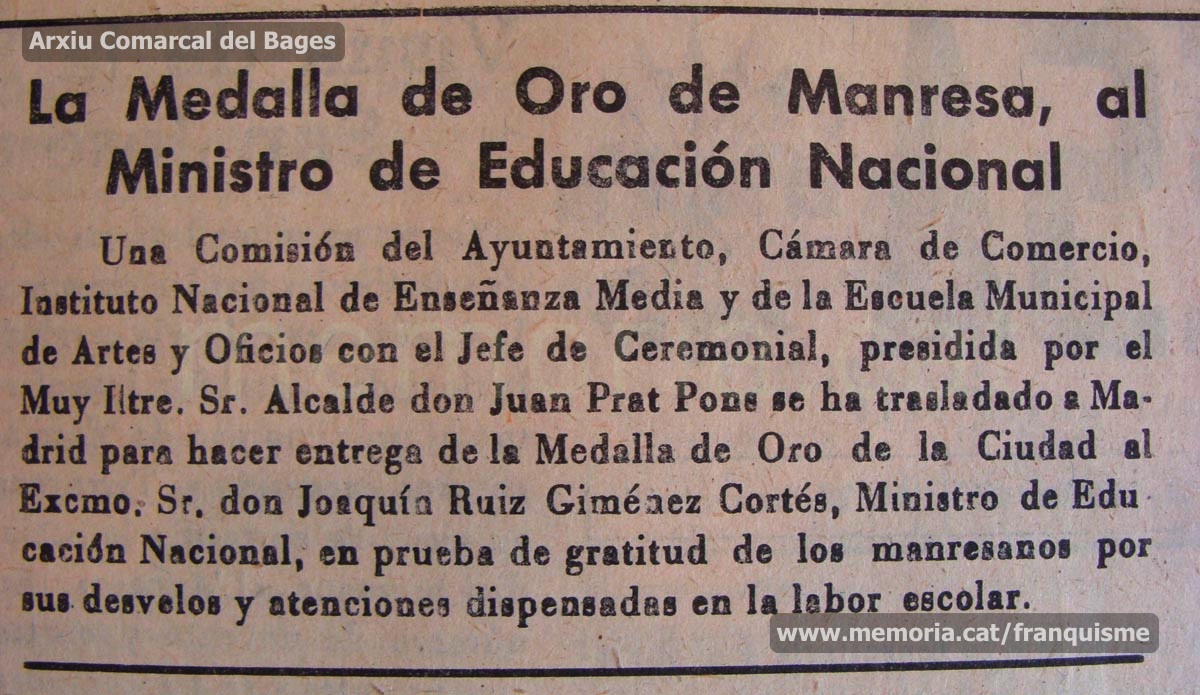 Arxiu Comarcal del Bages
La Medalla de Oro de Manresa, al
Ministro de Educación Nacional
Una Comisión del Ayuntamiento, Cámara de Comercio,
Instituto Nacional de Enseñanza Media y de la Escuela Municipal
de Artes y Oficios con el Jefe de Ceremonial, presidida por el
Muy Iltre. Sr. Alcalde don Juan Prat Pons se ha trasladado a Ma-
drid para hacer entrega de la Medalla de Oro de la Ciudad al
Excmo. Sr. don Joaquín Ruiz Giménez Cortés, Ministro de Edu-
cación Nacional, en prueba de gratitud de los manresanos por
sus desvelos y atenciones dispensadas en la labor escolar.
www.memoria.cat/franquisme